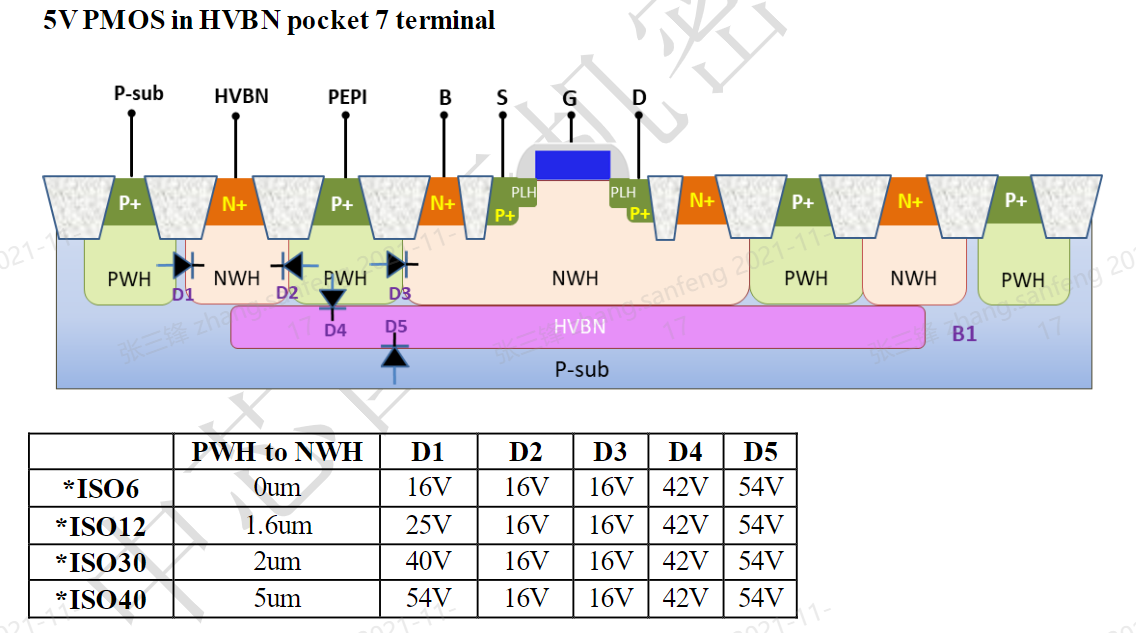 5V PMOS in HVBN pocket 7 terminal
P-sub HVBN PEPI B S G D
P+ N+ P+ N+ P+ PLH PLH P+ N+ P+ N+ P+
PWH NWH PWH NWH PWH NWH PWH
D1 D2 D3
D4 D5 HVBN B1
P-sub
PWH to NWH D1 D2 D3 D4 D5
*ISO6 0um 16V 16V 16V 42V 54V
*ISO12 1.6um 25V 16V 16V 42V 54V
*ISO30 2um 40V 16V 16V 42V 54V
*ISO40 5um 54V 16V 16V 42V 54V
张三锋 zhang.sanfeng 2021-11-17